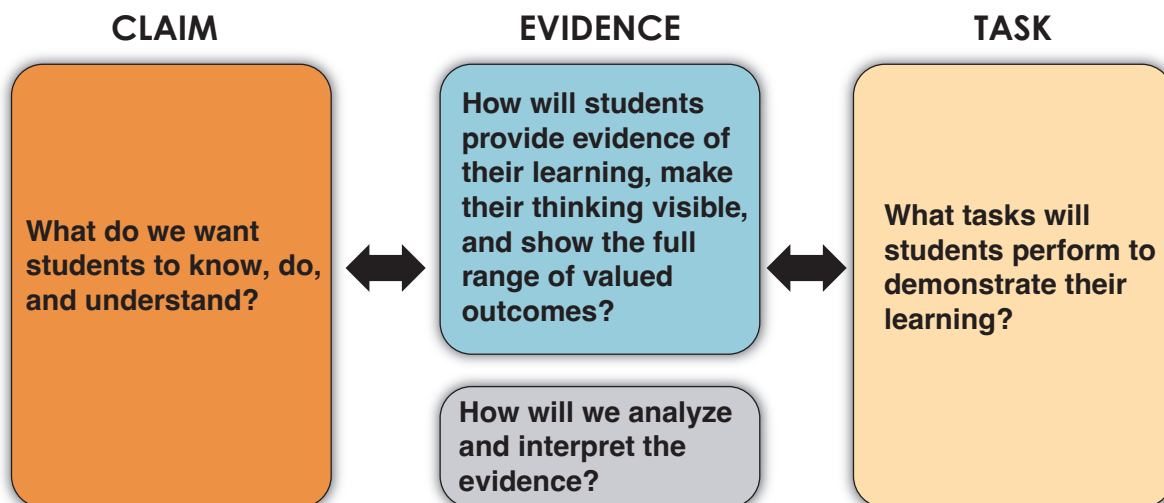 CLAIM
What do we want
students to know, do,
and understand?
EVIDENCE
How will students
provide evidence of
their learning, make
their thinking visible,
and show the full
range of valued
outcomes?
How will we analyze
and interpret the
evidence?
TASK
What tasks will
students perform to
demonstrate their
learning?